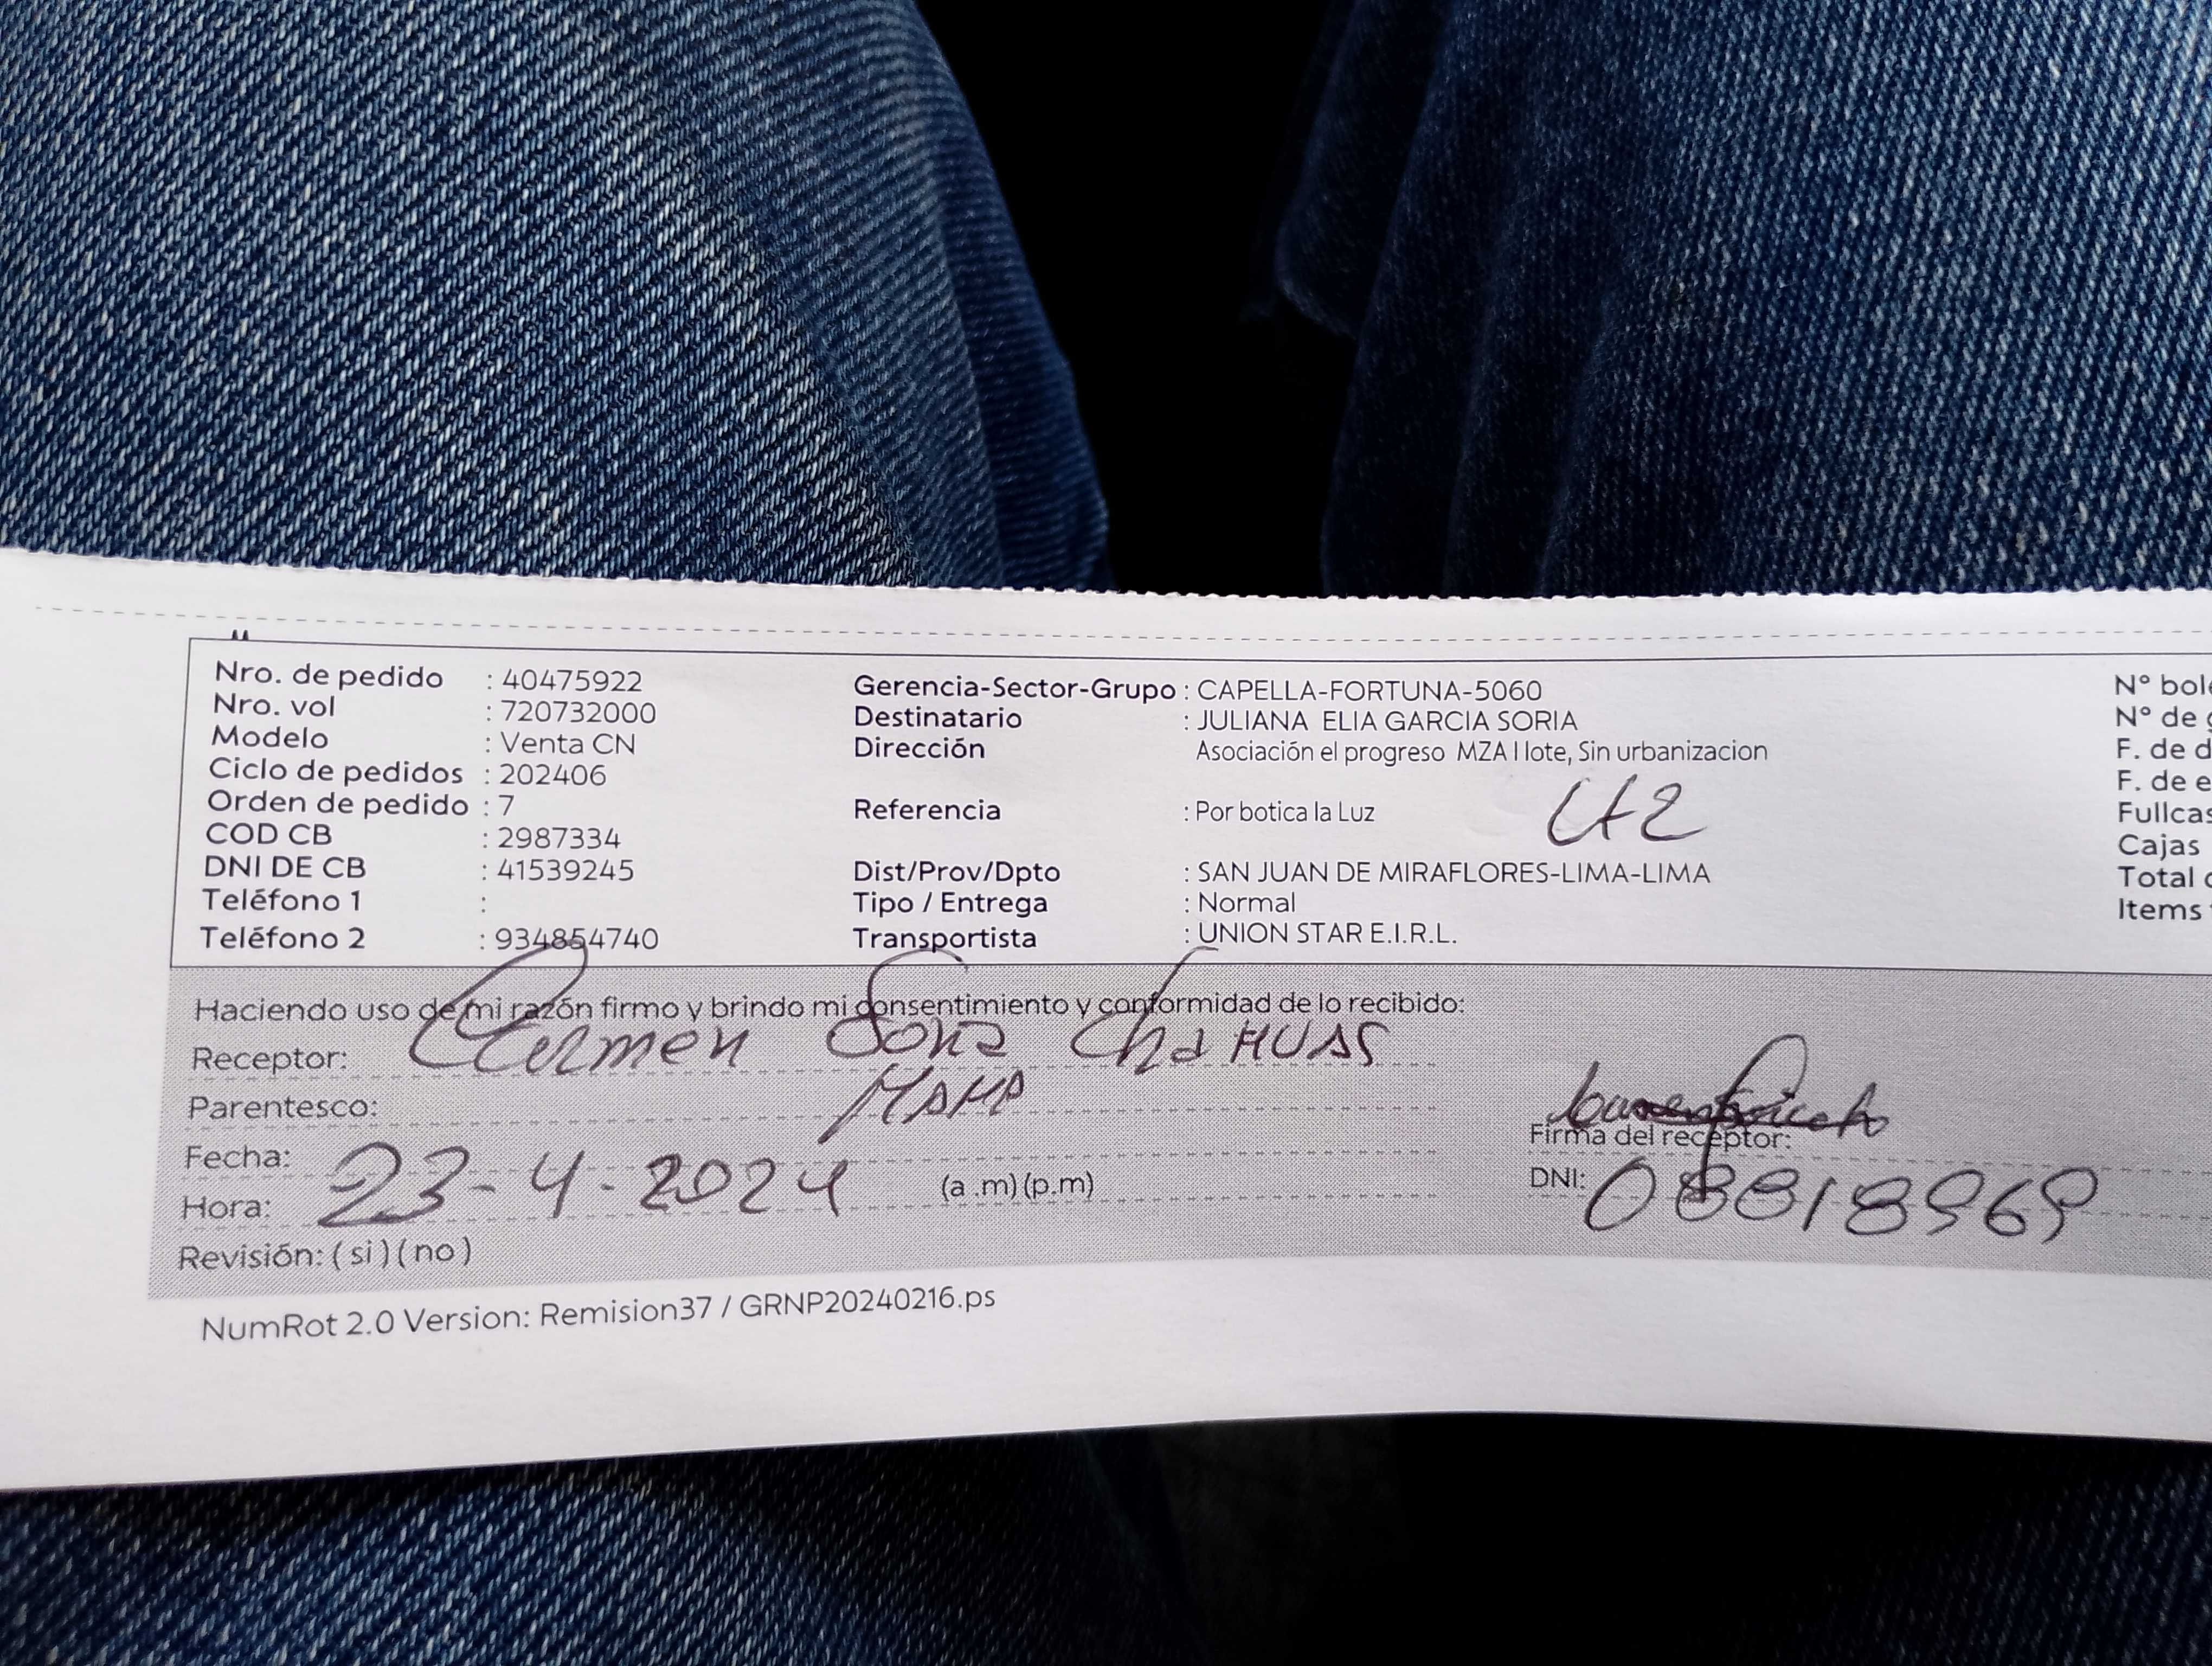 Nro. de pedido : 40475922
Nro. vol : 720732000
Modelo : Venta CN
Ciclo de pedidos : 202406
Orden de pedido : 7
COD CB : 2987334
DNI DE CB : 41539245
Teléfono 1 :
Teléfono 2 : 934854740
Gerencia-Sector-Grupo : CAPELLA-FORTUNA-5060
Destinatario : JULIANA ELIA GARCIA SORIA
Dirección Asociación el progreso MZA I lote, Sin urbanizacion
Referencia : Por botica la Luz
Dist/Prov/Dpto : SAN JUAN DE MIRAFLORES-LIMA-LIMA
Tipo / Entrega : Normal
Transportista : UNION STAR E.I.R.L.
N° bol
N° de
F. de d
F. de e
Fullcas
Cajas
Total
Items
Haciendo uso de mi razón firmo y brindo mi consentimiento y conformidad de lo recibido:
Receptor: Carmen Soria ChaHUAS
Parentesco: MAMA
Fecha: 23-4-2024
Hora: (a .m) (p.m)
Revisión: ( si ) ( no )
Firma del receptor:
DNI: 08818969
NumRot 2.0 Version: Remision37 / GRNP20240216.ps